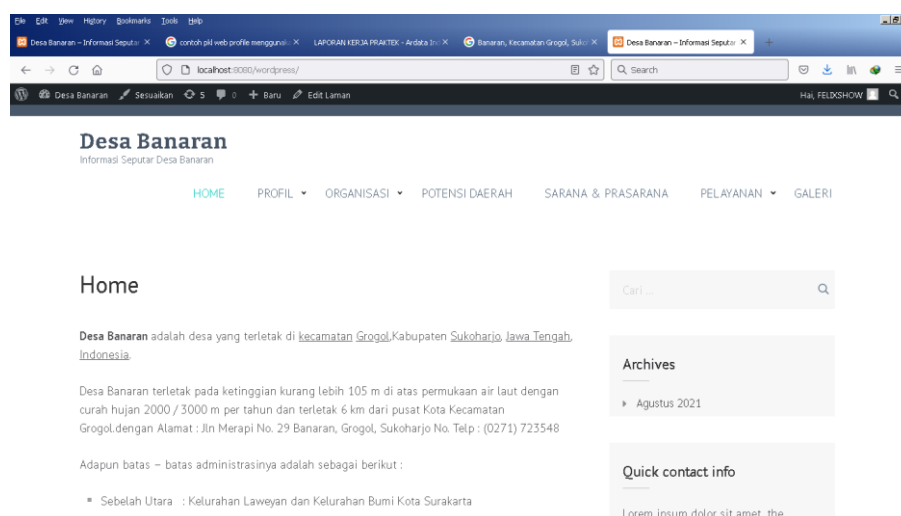 File Edit View History Bookmarks Tools Help
Desa Banaran – Informasi Seputar × contoh pkl web profile menggunak × LAPORAN KERJA PRAKTEK - Ardata In × Banaran, Kecamatan Grogol, Suko × Desa Banaran – Informasi Seputar × +
localhost:8080/wordpress/ Search
Desa Banaran Sesuaikan 5 0 + Baru Edit Laman Hai, FELIXSHOW
Desa Banaran
Informasi Seputar Desa Banaran
HOME PROFIL ORGANISASI POTENSI DAERAH SARANA & PRASARANA PELAYANAN GALERI
Home
Cari ...
Desa Banaran adalah desa yang terletak di kecamatan Grogol,Kabupaten Sukoharjo, Jawa Tengah,
Indonesia.
Desa Banaran terletak pada ketinggian kurang lebih 105 m di atas permukaan air laut dengan
curah hujan 2000 / 3000 m per tahun dan terletak 6 km dari pusat Kota Kecamatan
Grogol.dengan Alamat : Jln Merapi No. 29 Banaran, Grogol, Sukoharjo No. Telp : (0271) 723548
Adapun batas – batas administrasinya adalah sebagai berikut :
Sebelah Utara : Kelurahan Laweyan dan Kelurahan Bumi Kota Surakarta
Archives
Agustus 2021
Quick contact info
Lorem ipsum dolor sit amet, the